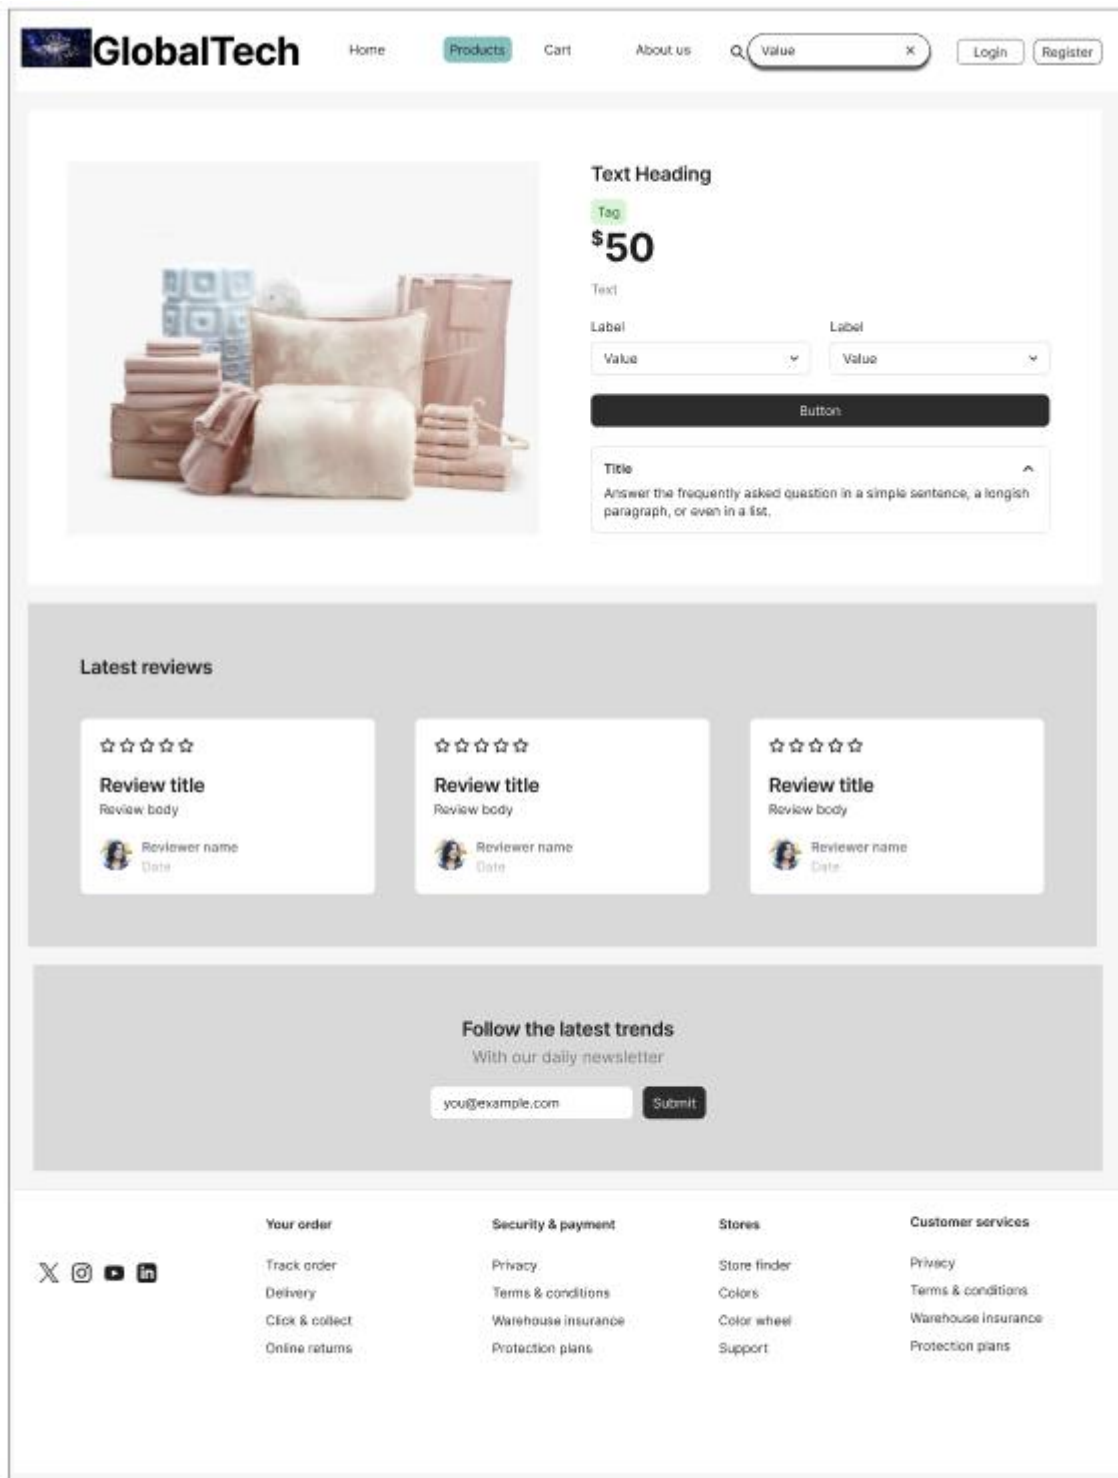 GlobalTech
Home
Products
Cart
About us
Value
Login
Register
Text Heading
Tag
$50
Text
Label
Label
Value
Value
Button
Title
Answer the frequently asked question in a simple sentence, a longish
paragraph, or even in a list.
Latest reviews
Review title
Review body
Reviewer name
Date
Review title
Review body
Reviewer name
Date
Review title
Review body
Reviewer name
Date
Follow the latest trends
With our daily newsletter
you@example.com
Submit
Your order
Track order
Delivery
Click & collect
Online returns
Security & payment
Privacy
Terms & conditions
Warehouse insurance
Protection plans
Stores
Store finder
Colors
Color wheel
Support
Customer services
Privacy
Terms & conditions
Warehouse insurance
Protection plans